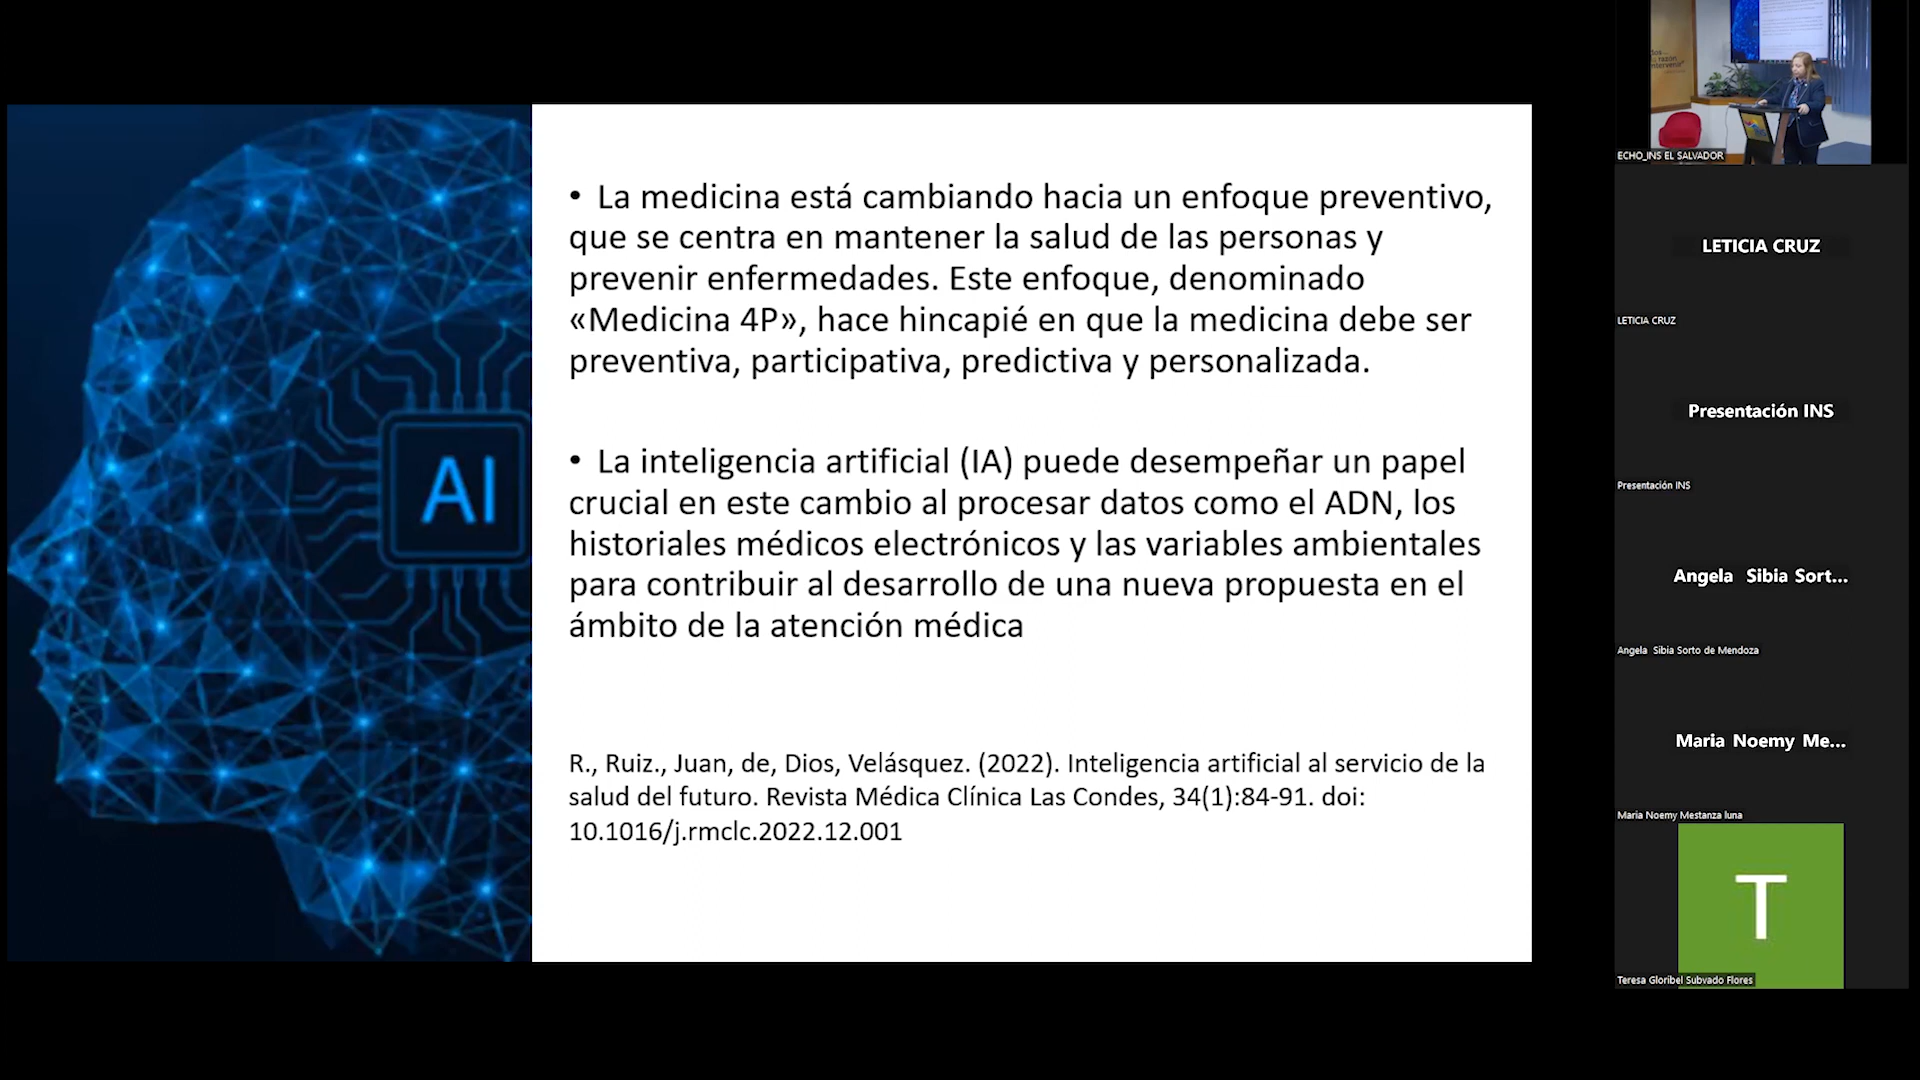 • La medicina está cambiando hacia un enfoque preventivo,
que se centra en mantener la salud de las personas y
prevenir enfermedades. Este enfoque, denominado
«Medicina 4P», hace hincapié en que la medicina debe ser
preventiva, participativa, predictiva y personalizada.
• La inteligencia artificial (IA) puede desempeñar un papel
crucial en este cambio al procesar datos como el ADN, los
historiales médicos electrónicos y las variables ambientales
para contribuir al desarrollo de una nueva propuesta en el
ámbito de la atención médica
R., Ruiz., Juan, de, Dios, Velásquez. (2022). Inteligencia artificial al servicio de la
salud del futuro. Revista Médica Clínica Las Condes, 34(1):84-91. doi:
10.1016/j.rmclc.2022.12.001
AI
razon
ECHO_INS EL SALVADOR
LETICIA CRUZ
LETICIA CRUZ
Presentación INS
Presentación INS
Angela Sibia Sort...
Angela Sibia Sorto de Mendoza
Maria Noemy Me...
Maria Noemy Mestanza luna
T
Teresa Gloribel Subvado Flores